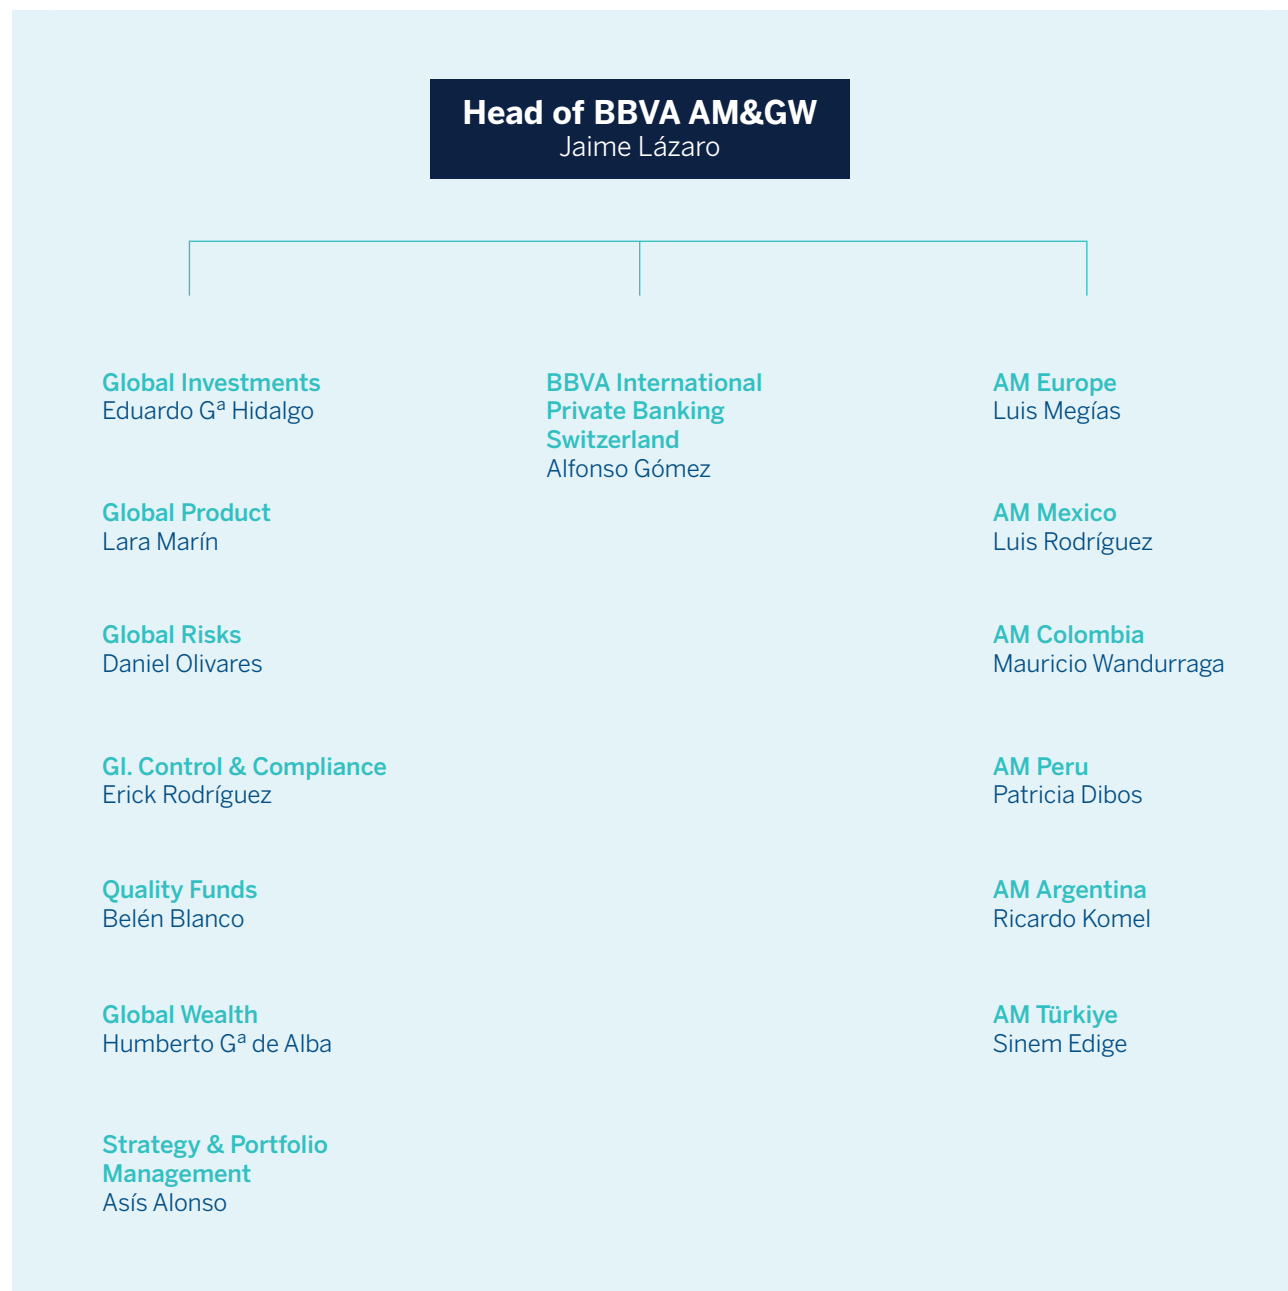 Head of BBVA AM&GW
Jaime Lázaro
Global Investments
Eduardo Gª Hidalgo
Global Product
Lara Marín
Global Risks
Daniel Olivares
Gl. Control & Compliance
Erick Rodríguez
Quality Funds
Belén Blanco
Global Wealth
Humberto Gª de Alba
Strategy & Portfolio
Management
Asís Alonso
BBVA International
Private Banking
Switzerland
Alfonso Gómez
AM Europe
Luis Megías
AM Mexico
Luis Rodríguez
AM Colombia
Mauricio Wandurraga
AM Peru
Patricia Dibos
AM Argentina
Ricardo Komel
AM Türkiye
Sinem Edige